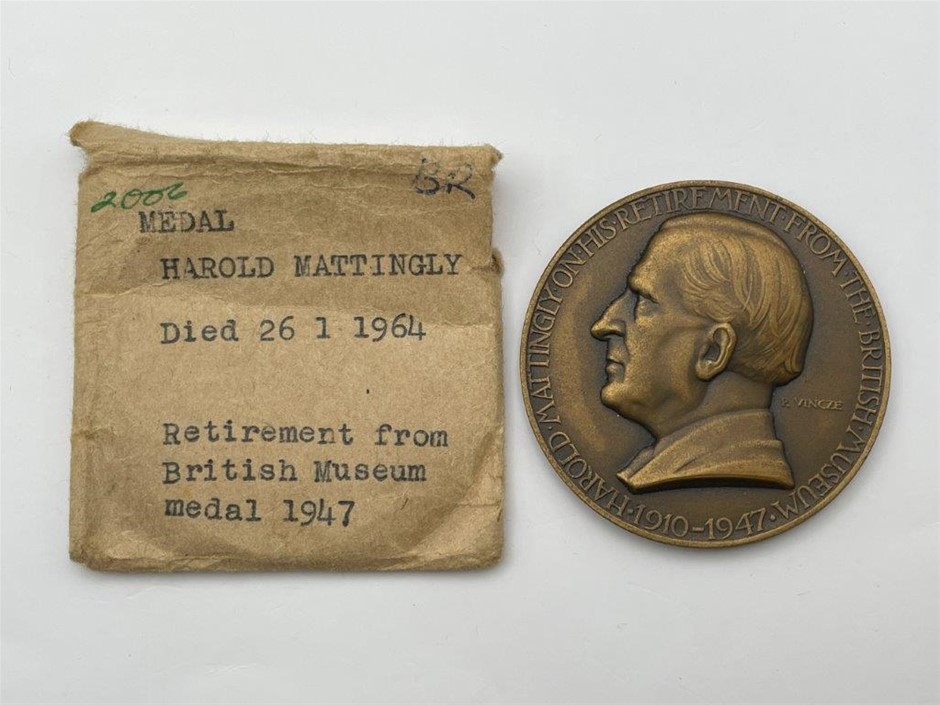 2006
BR
MEDAL
HAROLD MATTINGLY
Died 26 1 1964
Retirement from
British Museum
medal 1947
HAROLD·MATTINGLY·ON·HIS·RETIREMENT·FROM·THE·BRITISH·MUSEUM
·1910-1947·
P. VINCZE